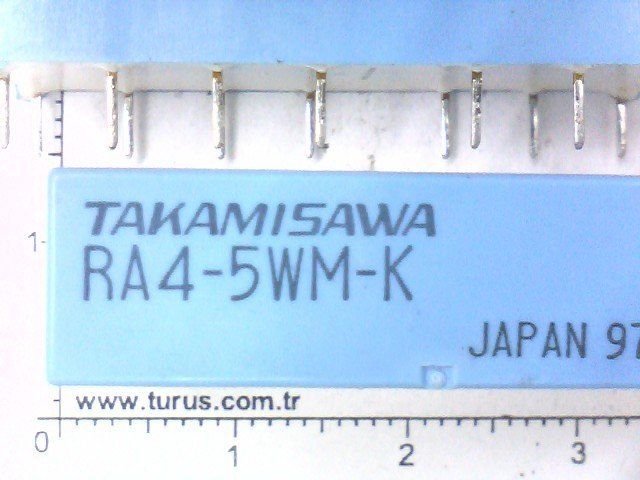 TAKAMISAWA
RA4-5WM-K
JAPAN 97
1
www.turus.com.tr
0 1 2 3